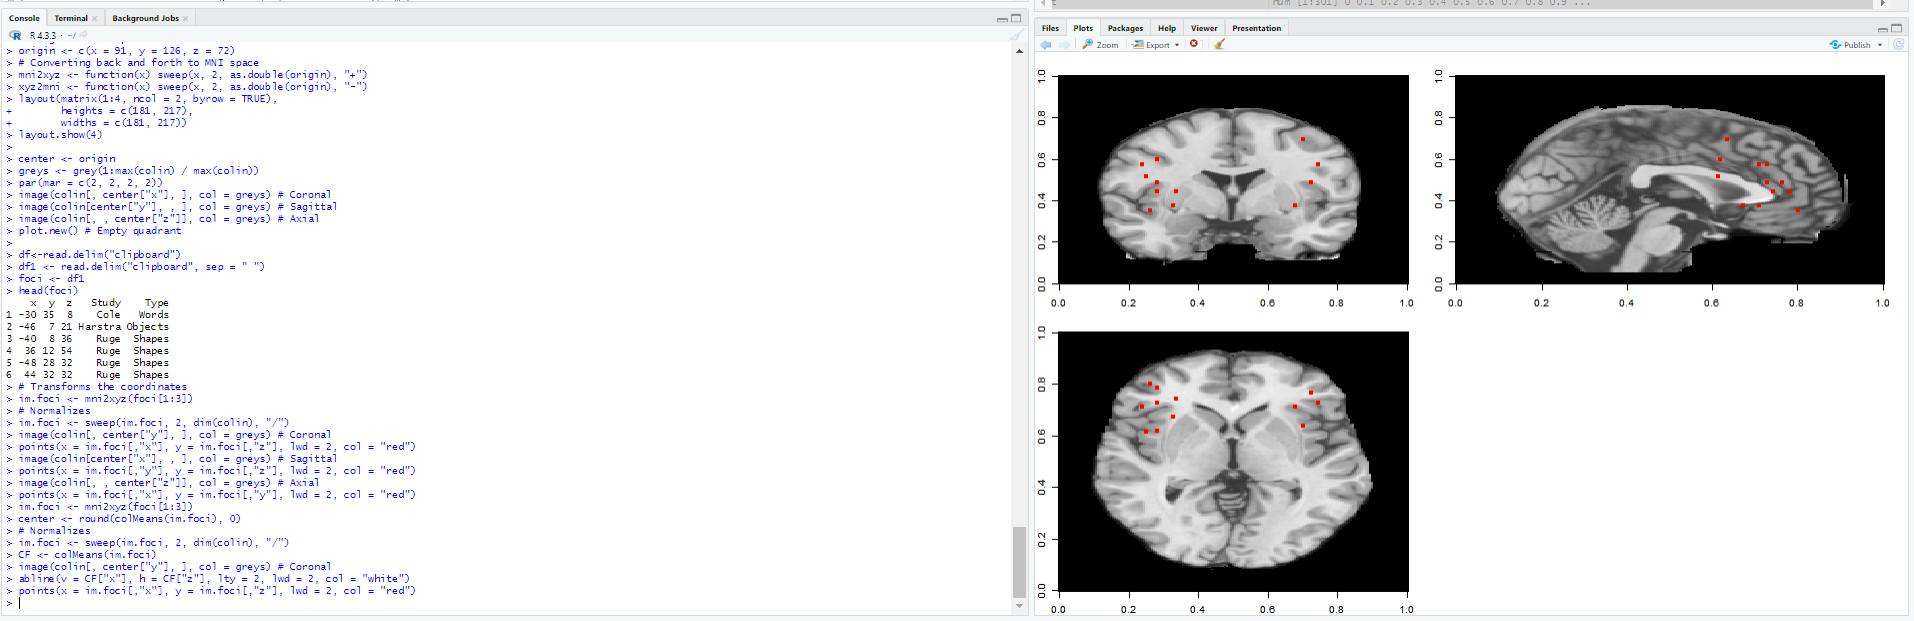 Console Terminal Background Jobs
R 4.3.3 · ~/
> origin <- c(x = 91, y = 126, z = 72)
> # Converting back and forth to MNI space
> mni2xyz <- function(x) sweep(x, 2, as.double(origin), "+")
> xyz2mni <- function(x) sweep(x, 2, as.double(origin), "-")
> layout(matrix(1:4, ncol = 2, byrow = TRUE),
+ heights = c(181, 217),
+ widths = c(181, 217))
> layout.show(4)
>
> center <- origin
> greys <- grey(1:max(colin) / max(colin))
> par(mar = c(2, 2, 2, 2))
> image(colin[, center["x"], ], col = greys) # Coronal
> image(colin[center["y"], , ], col = greys) # Sagittal
> image(colin[, , center["z"]], col = greys) # Axial
> plot.new() # Empty quadrant
>
> df<-read.delim("clipboard")
> df1 <- read.delim("clipboard", sep = " ")
> foci <- df1
> head(foci)
x y z Study Type
1 -30 35 8 Cole Words
2 -46 7 21 Harstra Objects
3 -40 8 36 Ruge Shapes
4 36 12 54 Ruge Shapes
5 -48 28 32 Ruge Shapes
6 44 32 32 Ruge Shapes
> # Transforms the coordinates
> im.foci <- mni2xyz(foci[1:3])
> # Normalizes
> im.foci <- sweep(im.foci, 2, dim(colin), "/")
> image(colin[, center["y"], ], col = greys) # Coronal
> points(x = im.foci[,"x"], y = im.foci[,"z"], lwd = 2, col = "red")
> image(colin[center["x"], , ], col = greys) # Sagittal
> points(x = im.foci[,"y"], y = im.foci[,"z"], lwd = 2, col = "red")
> image(colin[, , center["z"]], col = greys) # Axial
> points(x = im.foci[,"x"], y = im.foci[,"y"], lwd = 2, col = "red")
> im.foci <- mni2xyz(foci[1:3])
> center <- round(colMeans(im.foci), 0)
> # Normalizes
> im.foci <- sweep(im.foci, 2, dim(colin), "/")
> CF <- colMeans(im.foci)
> image(colin[, center["y"], ], col = greys) # Coronal
> abline(v = CF["x"], h = CF["z"], lty = 2, lwd = 2, col = "white")
> points(x = im.foci[,"x"], y = im.foci[,"z"], lwd = 2, col = "red")
>
Files Plots Packages Help Viewer Presentation
Zoom Export Publish
1.0
0.8
0.6
0.4
0.2
0.0
0.0 0.2 0.4 0.6 0.8 1.0
1.0
0.8
0.6
0.4
0.2
0.0
0.0 0.2 0.4 0.6 0.8 1.0
1.0
0.8
0.6
0.4
0.2
0.0
0.0 0.2 0.4 0.6 0.8 1.0